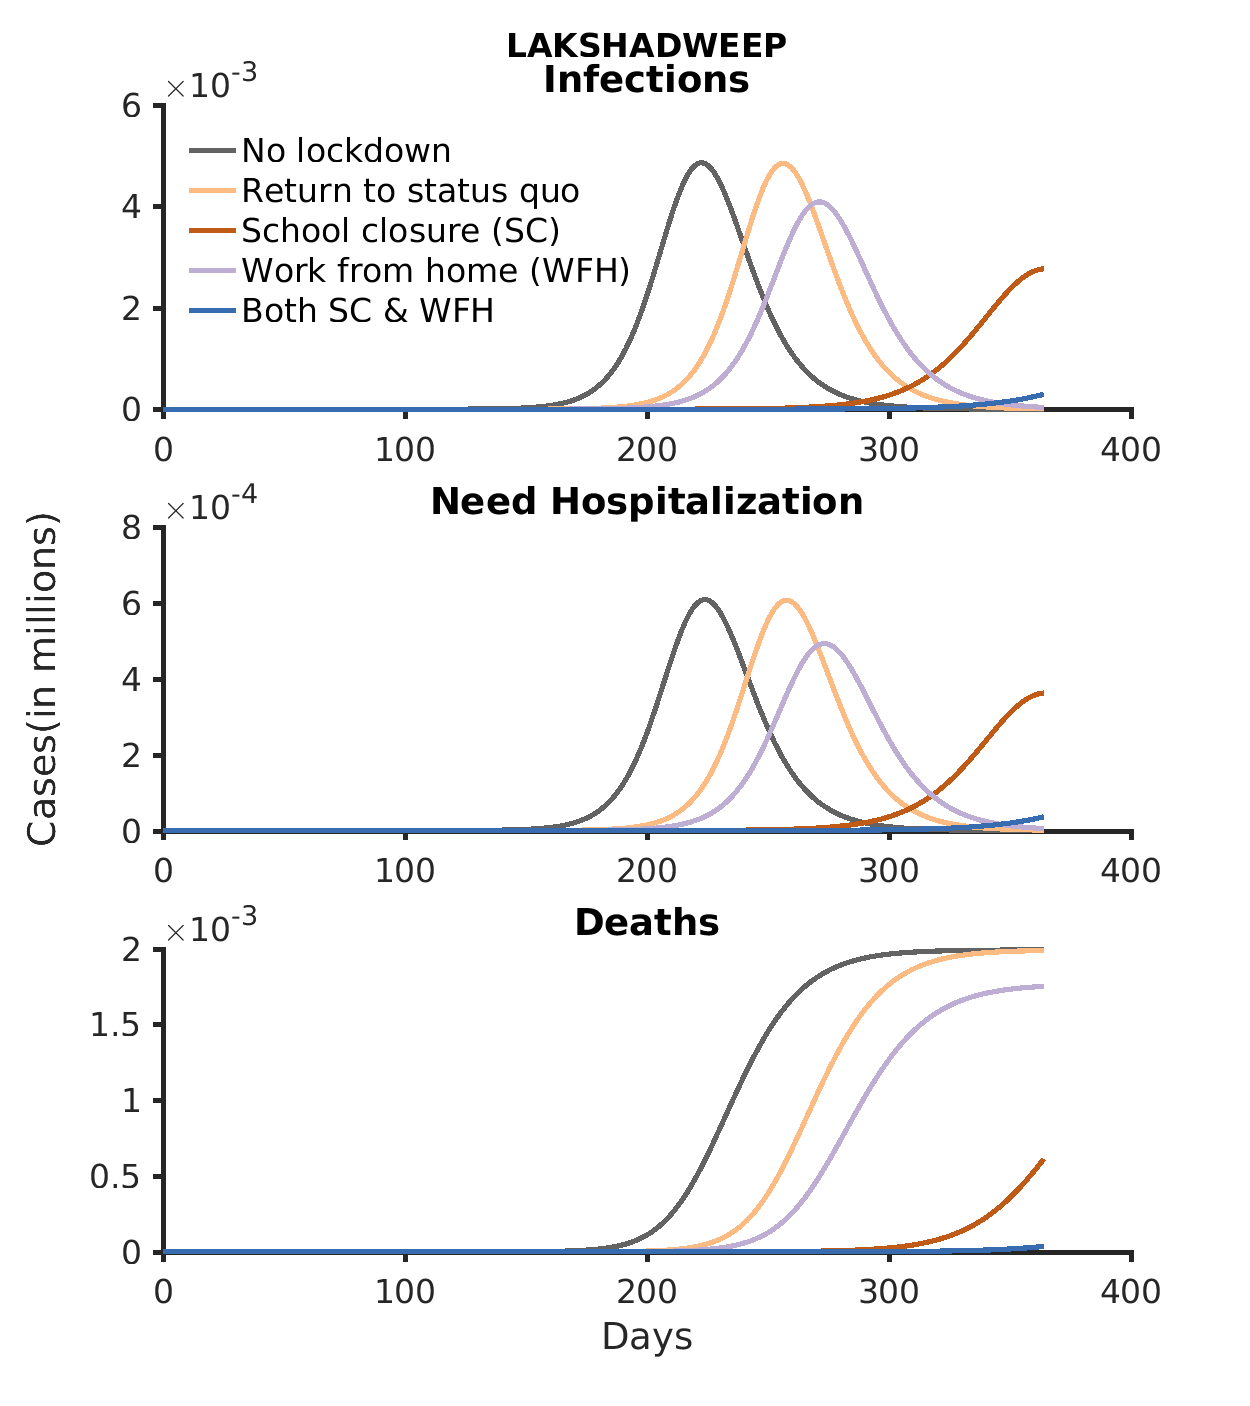 LAKSHADWEEP
Infections
×10⁻³
6
4
2
0
No lockdown
Return to status quo
School closure (SC)
Work from home (WFH)
Both SC & WFH
0 100 200 300 400
Need Hospitalization
×10⁻⁴
8
6
4
2
0
0 100 200 300 400
Cases(in millions)
Deaths
×10⁻³
2
1.5
1
0.5
0
0 100 200 300 400
Days